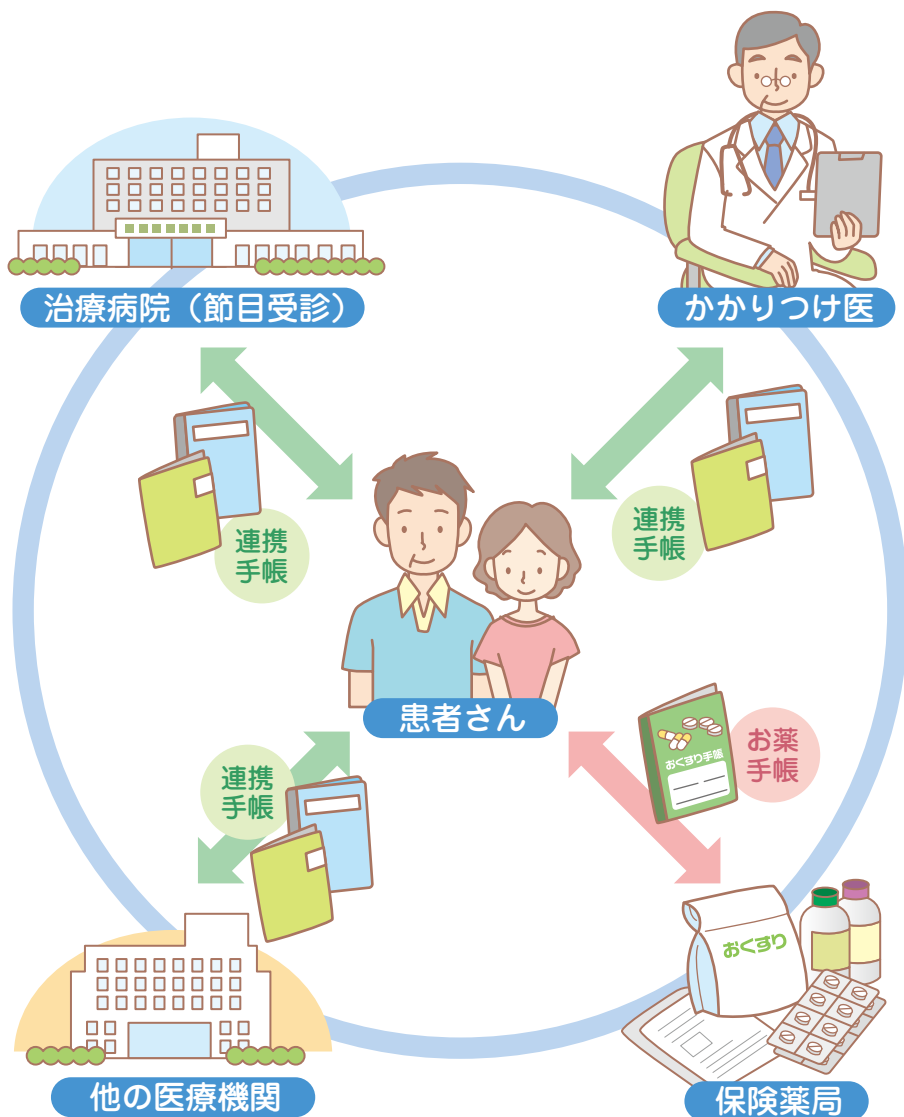 治療病院（節目受診）
かかりつけ医
連携
手帳
連携
手帳
患者さん
連携
手帳
おくすり手帳
お薬
手帳
おくすり
他の医療機関
保険薬局